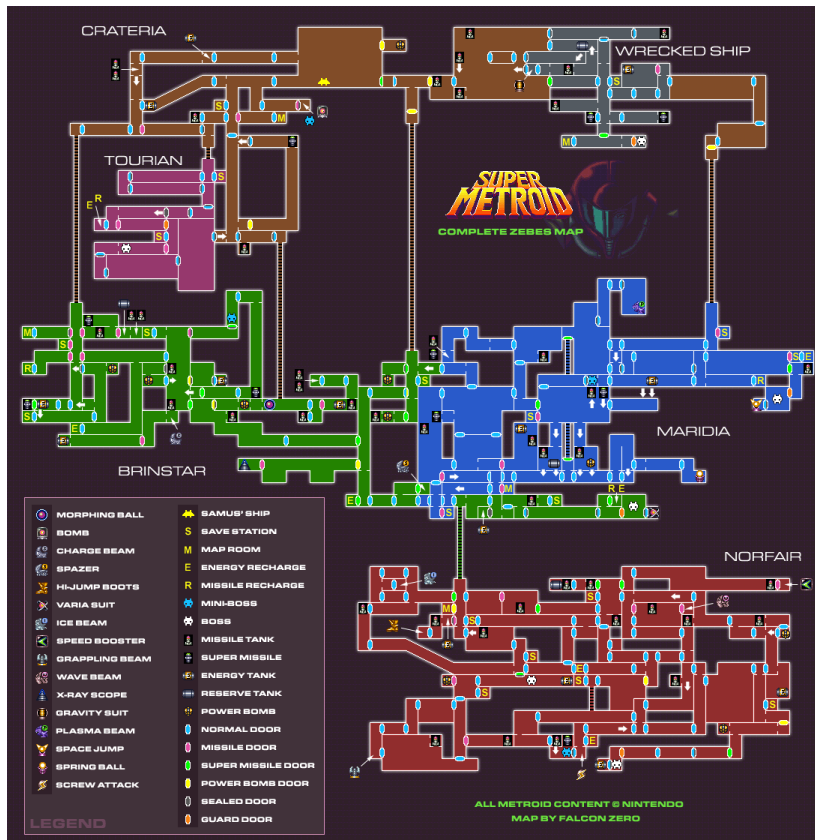 CRATERIA
WRECKED SHIP
TOURIAN
SUPER
METROID
COMPLETE ZEBES MAP
MARIDIA
BRINSTAR
NORFAIR
MORPHING BALL
BOMB
CHARGE BEAM
SPAZER
HI-JUMP BOOTS
VARIA SUIT
ICE BEAM
SPEED BOOSTER
GRAPPLING BEAM
WAVE BEAM
X-RAY SCOPE
GRAVITY SUIT
PLASMA BEAM
SPACE JUMP
SPRING BALL
SCREW ATTACK
SAMUS' SHIP
S SAVE STATION
M MAP ROOM
E ENERGY RECHARGE
R MISSILE RECHARGE
MINI-BOSS
BOSS
MISSILE TANK
SUPER MISSILE
ENERGY TANK
RESERVE TANK
POWER BOMB
NORMAL DOOR
MISSILE DOOR
SUPER MISSILE DOOR
POWER BOMB DOOR
SEALED DOOR
GUARD DOOR
LEGEND
ALL METROID CONTENT © NINTENDO
MAP BY FALCON ZERO